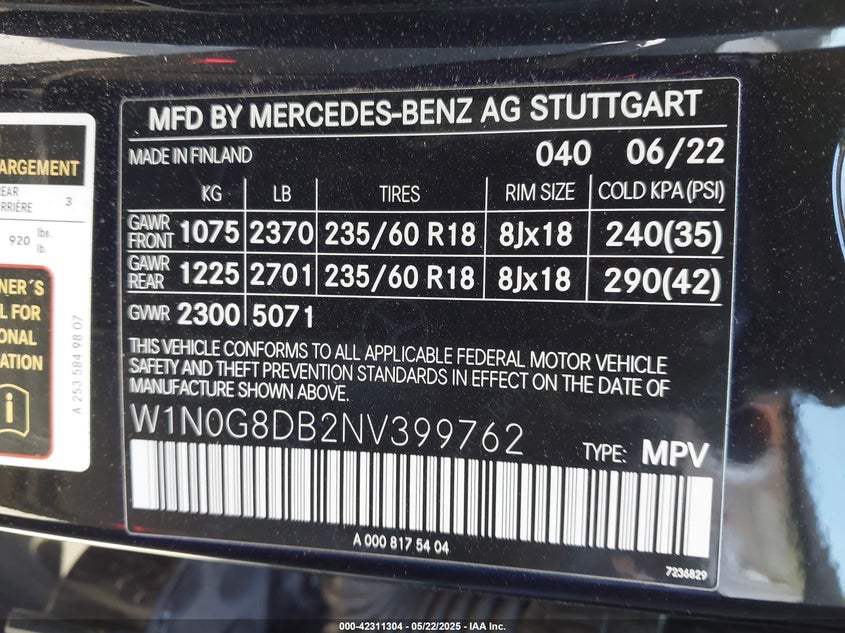 ARGEMENT
REAR
ARRIÈRE 3
920 lbs.
lb.
NER´S
L FOR
ONAL
ATION
A 253 584 98 07
MFD BY MERCEDES-BENZ AG STUTTGART
MADE IN FINLAND 040 06/22
KG LB TIRES RIM SIZE COLD KPA (PSI)
GAWR FRONT 1075 2370 235/60 R18 8Jx18 240(35)
GAWR REAR 1225 2701 235/60 R18 8Jx18 290(42)
GVWR 2300 5071
THIS VEHICLE CONFORMS TO ALL APPLICABLE FEDERAL MOTOR VEHICLE
SAFETY AND THEFT PREVENTION STANDARDS IN EFFECT ON THE DATE OF
MANUFACTURE SHOWN ABOVE.
W1N0G8DB2NV399762
TYPE: MPV
A 000 817 54 04
7236829
000-42311304 - 05/22/2025 - IAA Inc.